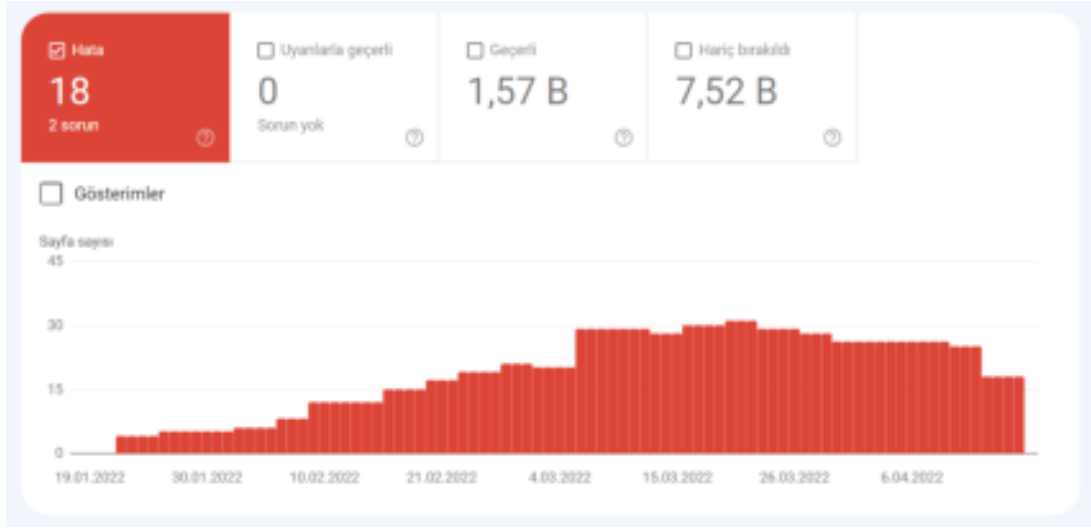 Hata
18
2 sorun
Uyarılarla geçerli
0
Sorun yok
Geçerli
1,57 B
Hariç bırakıldı
7,52 B
Gösterimler
Sayfa sayısı
45
30
15
0
19.01.2022 30.01.2022 10.02.2022 21.02.2022 4.03.2022 15.03.2022 26.03.2022 6.04.2022